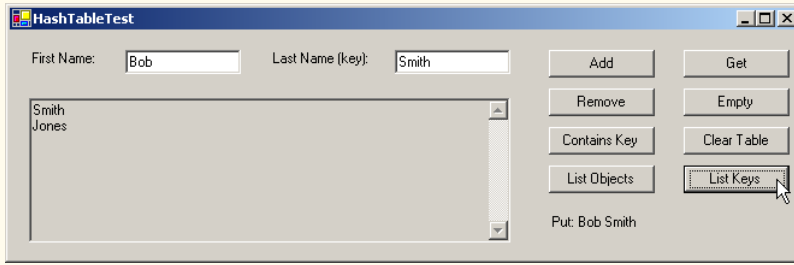 HashTableTest
First Name: Bob Last Name (key): Smith
Add Get
Smith
Jones
Remove Empty
Contains Key Clear Table
List Objects List Keys
Put: Bob Smith